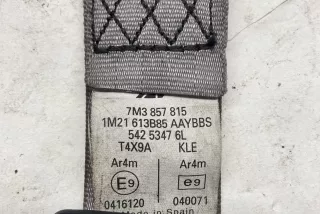 7M3 857 815
1M21 613B85 AAYBBS
542 5347 6L
T4X9A KLE
Ar4m Ar4m
E9 e9
0416120 040071
Made in Spain